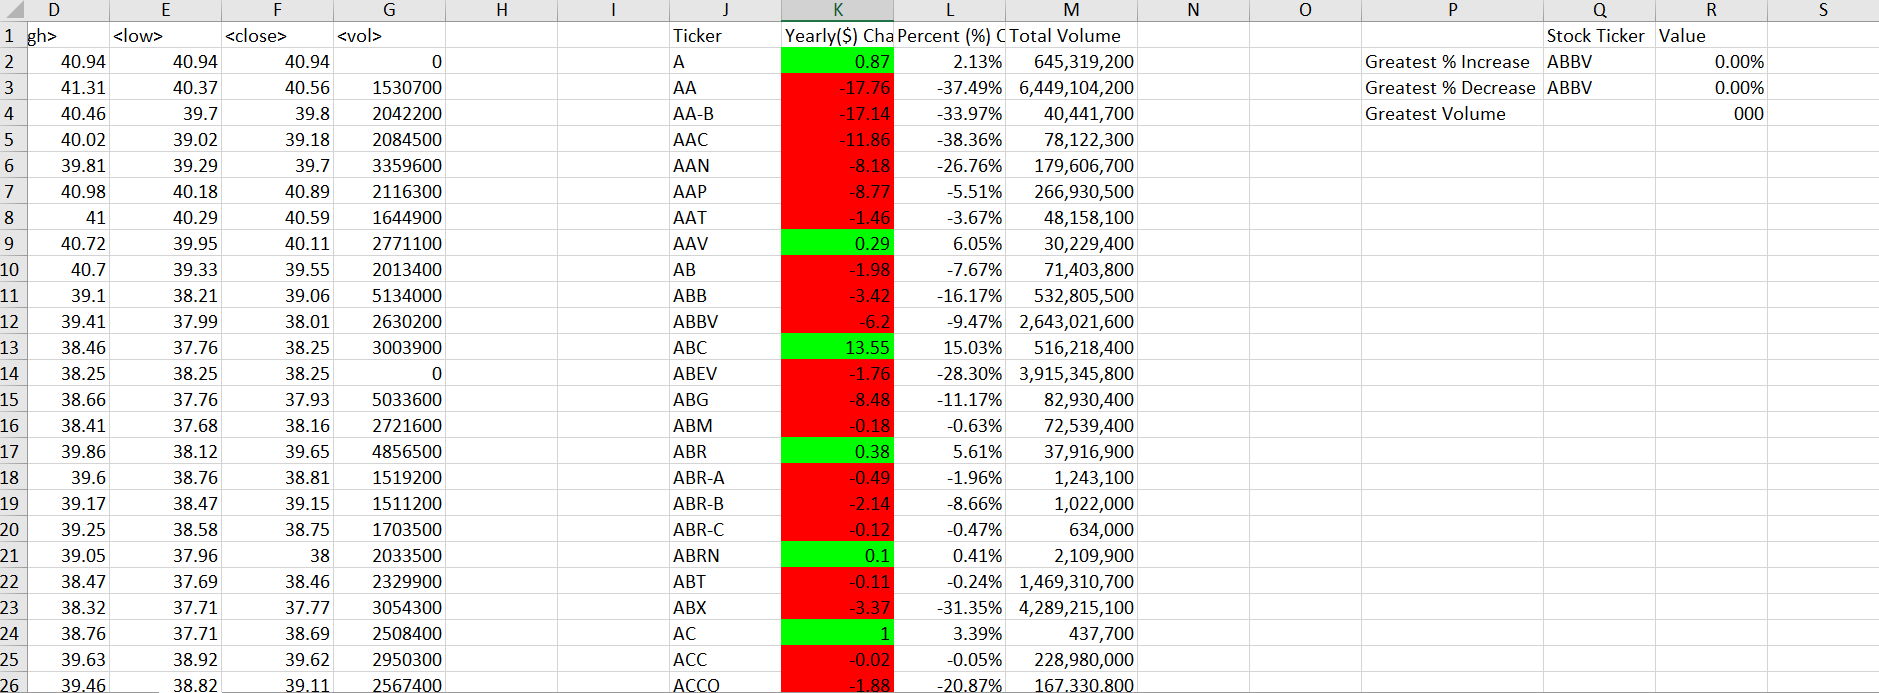 D E F G H I J K L M N O P Q R S
1 gh> <low> <close> <vol> Ticker Yearly($) Cha Percent (%) C Total Volume Stock Ticker Value
2 40.94 40.94 40.94 0 A 0.87 2.13% 645,319,200 Greatest % Increase ABBV 0.00%
3 41.31 40.37 40.56 1530700 AA -17.76 -37.49% 6,449,104,200 Greatest % Decrease ABBV 0.00%
4 40.46 39.7 39.8 2042200 AA-B -17.14 -33.97% 40,441,700 Greatest Volume 000
5 40.02 39.02 39.18 2084500 AAC -11.86 -38.36% 78,122,300
6 39.81 39.29 39.7 3359600 AAN -8.18 -26.76% 179,606,700
7 40.98 40.18 40.89 2116300 AAP -8.77 -5.51% 266,930,500
8 41 40.29 40.59 1644900 AAT -1.46 -3.67% 48,158,100
9 40.72 39.95 40.11 2771100 AAV 0.29 6.05% 30,229,400
10 40.7 39.33 39.55 2013400 AB -1.98 -7.67% 71,403,800
11 39.1 38.21 39.06 5134000 ABB -3.42 -16.17% 532,805,500
12 39.41 37.99 38.01 2630200 ABBV -6.2 -9.47% 2,643,021,600
13 38.46 37.76 38.25 3003900 ABC 13.55 15.03% 516,218,400
14 38.25 38.25 38.25 0 ABEV -1.76 -28.30% 3,915,345,800
15 38.66 37.76 37.93 5033600 ABG -8.48 -11.17% 82,930,400
16 38.41 37.68 38.16 2721600 ABM -0.18 -0.63% 72,539,400
17 39.86 38.12 39.65 4856500 ABR 0.38 5.61% 37,916,900
18 39.6 38.76 38.81 1519200 ABR-A -0.49 -1.96% 1,243,100
19 39.17 38.47 39.15 1511200 ABR-B -2.14 -8.66% 1,022,000
20 39.25 38.58 38.75 1703500 ABR-C -0.12 -0.47% 634,000
21 39.05 37.96 38 2033500 ABRN 0.1 0.41% 2,109,900
22 38.47 37.69 38.46 2329900 ABT -0.11 -0.24% 1,469,310,700
23 38.32 37.71 37.77 3054300 ABX -3.37 -31.35% 4,289,215,100
24 38.76 37.71 38.69 2508400 AC 1 3.39% 437,700
25 39.63 38.92 39.62 2950300 ACC -0.02 -0.05% 228,980,000
26 39.46 38.82 39.11 2567400 ACCO -1.88 -20.87% 167,330,800